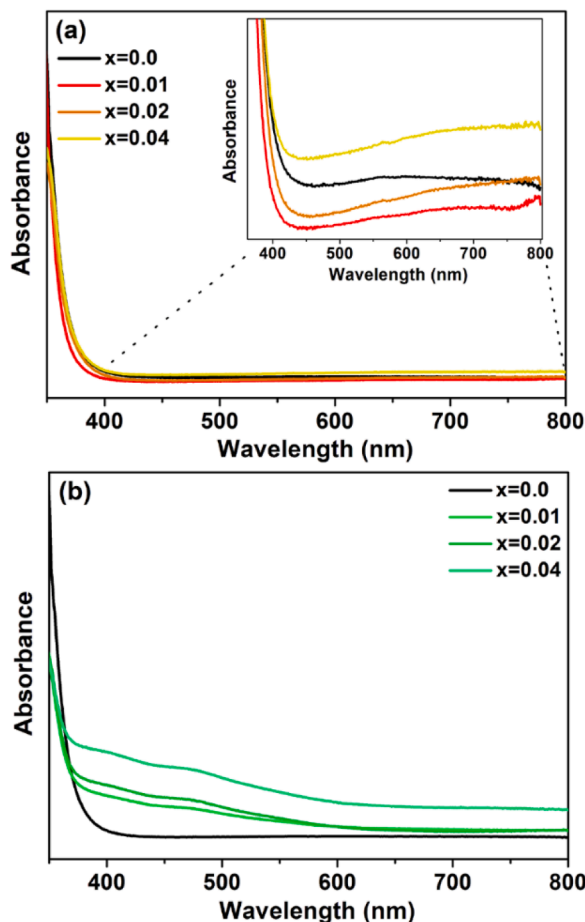 (a)
x=0.0
x=0.01
x=0.02
x=0.04
Absorbance
400 500 600 700 800
Wavelength (nm)
Absorbance
400 500 600 700 800
Wavelength (nm)
(b)
x=0.0
x=0.01
x=0.02
x=0.04
Absorbance
400 500 600 700 800
Wavelength (nm)